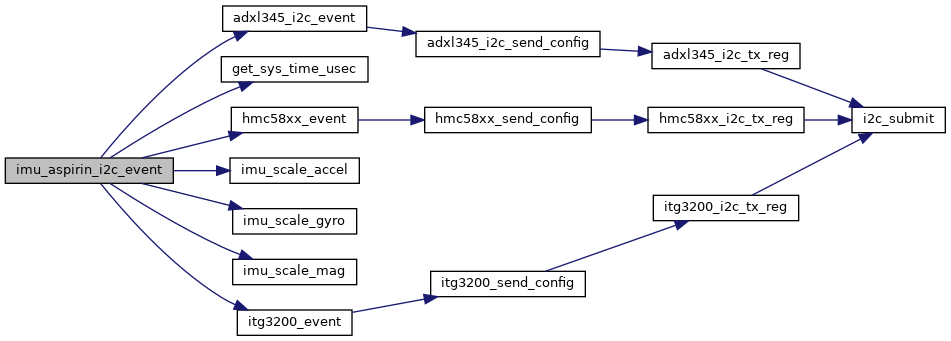 imu_aspirin_i2c_event
adxl345_i2c_event
get_sys_time_usec
hmc58xx_event
imu_scale_accel
imu_scale_gyro
imu_scale_mag
itg3200_event
adxl345_i2c_send_config
hmc58xx_send_config
itg3200_send_config
adxl345_i2c_tx_reg
hmc58xx_i2c_tx_reg
itg3200_i2c_tx_reg
i2c_submit